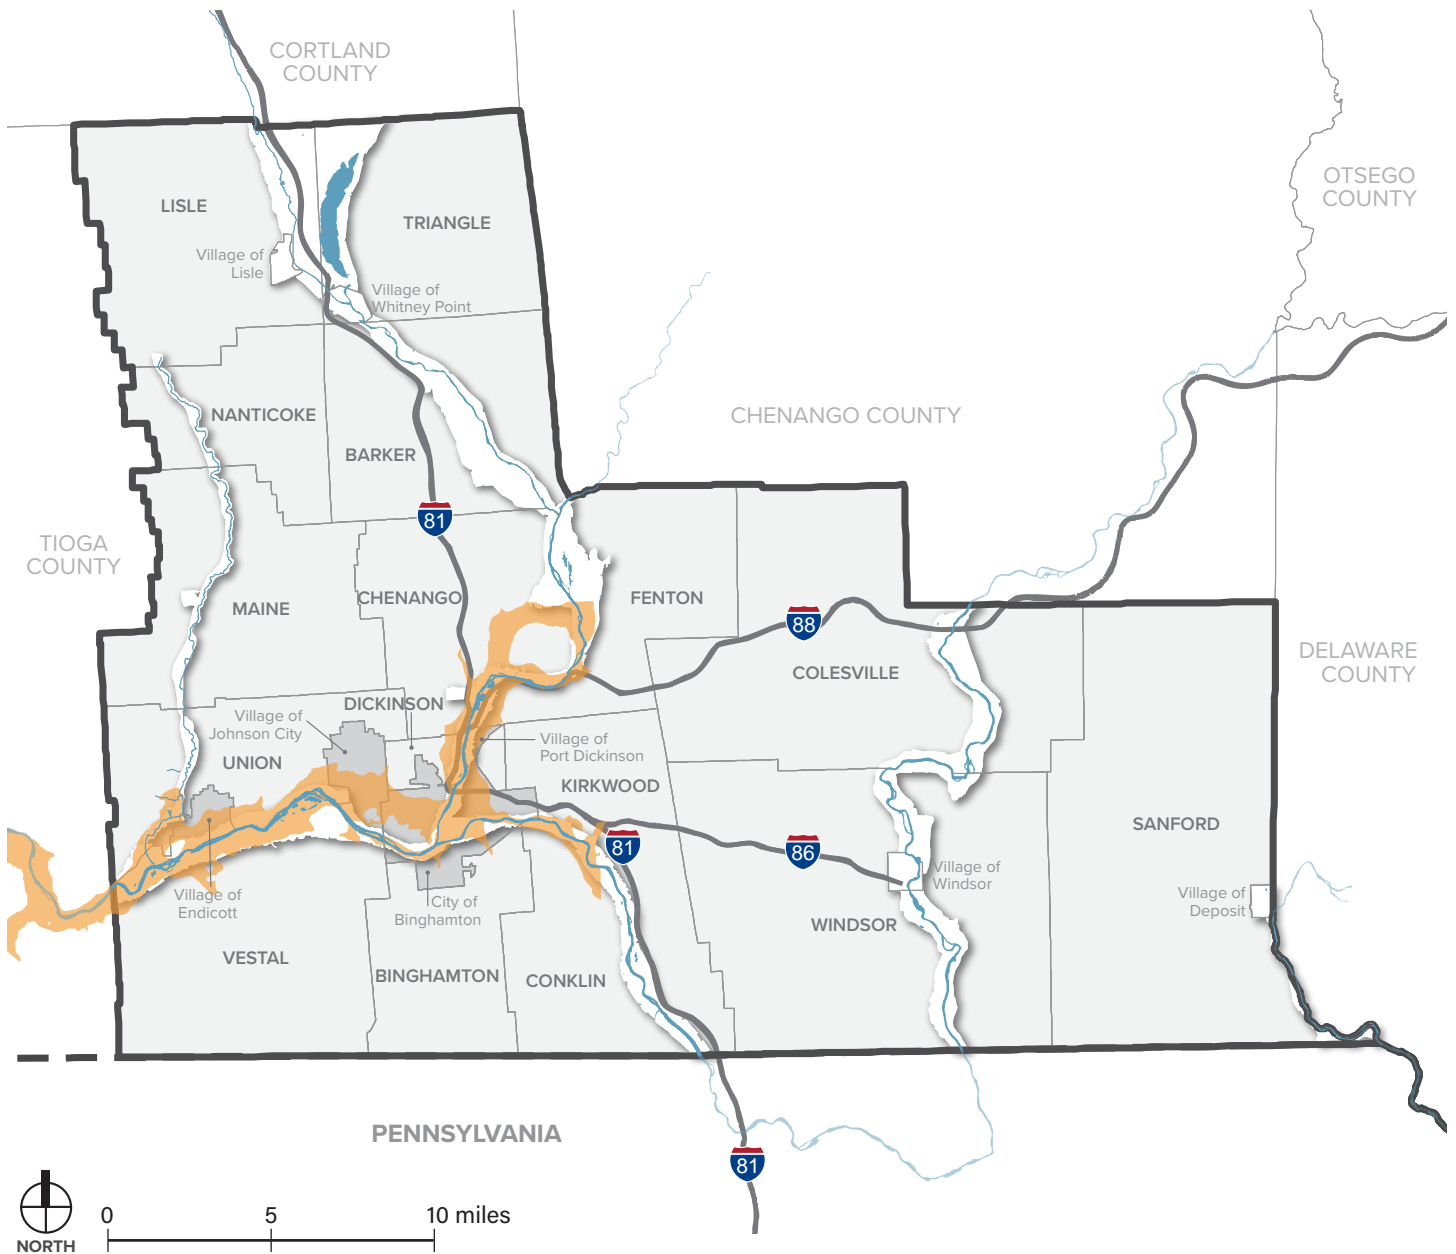 CORTLAND
COUNTY
OTSEGO
COUNTY
LISLE
TRIANGLE
Village of
Lisle
Village of
Whitney Point
NANTICOKE
CHENANGO COUNTY
BARKER
81
TIOGA
COUNTY
MAINE
CHENANGO
FENTON
88
COLESVILLE
DELAWARE
COUNTY
DICKINSON
Village of
Johnson City
Village of
Port Dickinson
UNION
KIRKWOOD
SANFORD
81
86
Village of
Windsor
Village of
Endicott
City of
Binghamton
Village of
Deposit
WINDSOR
VESTAL
BINGHAMTON
CONKLIN
PENNSYLVANIA
81
0 5 10 miles
NORTH